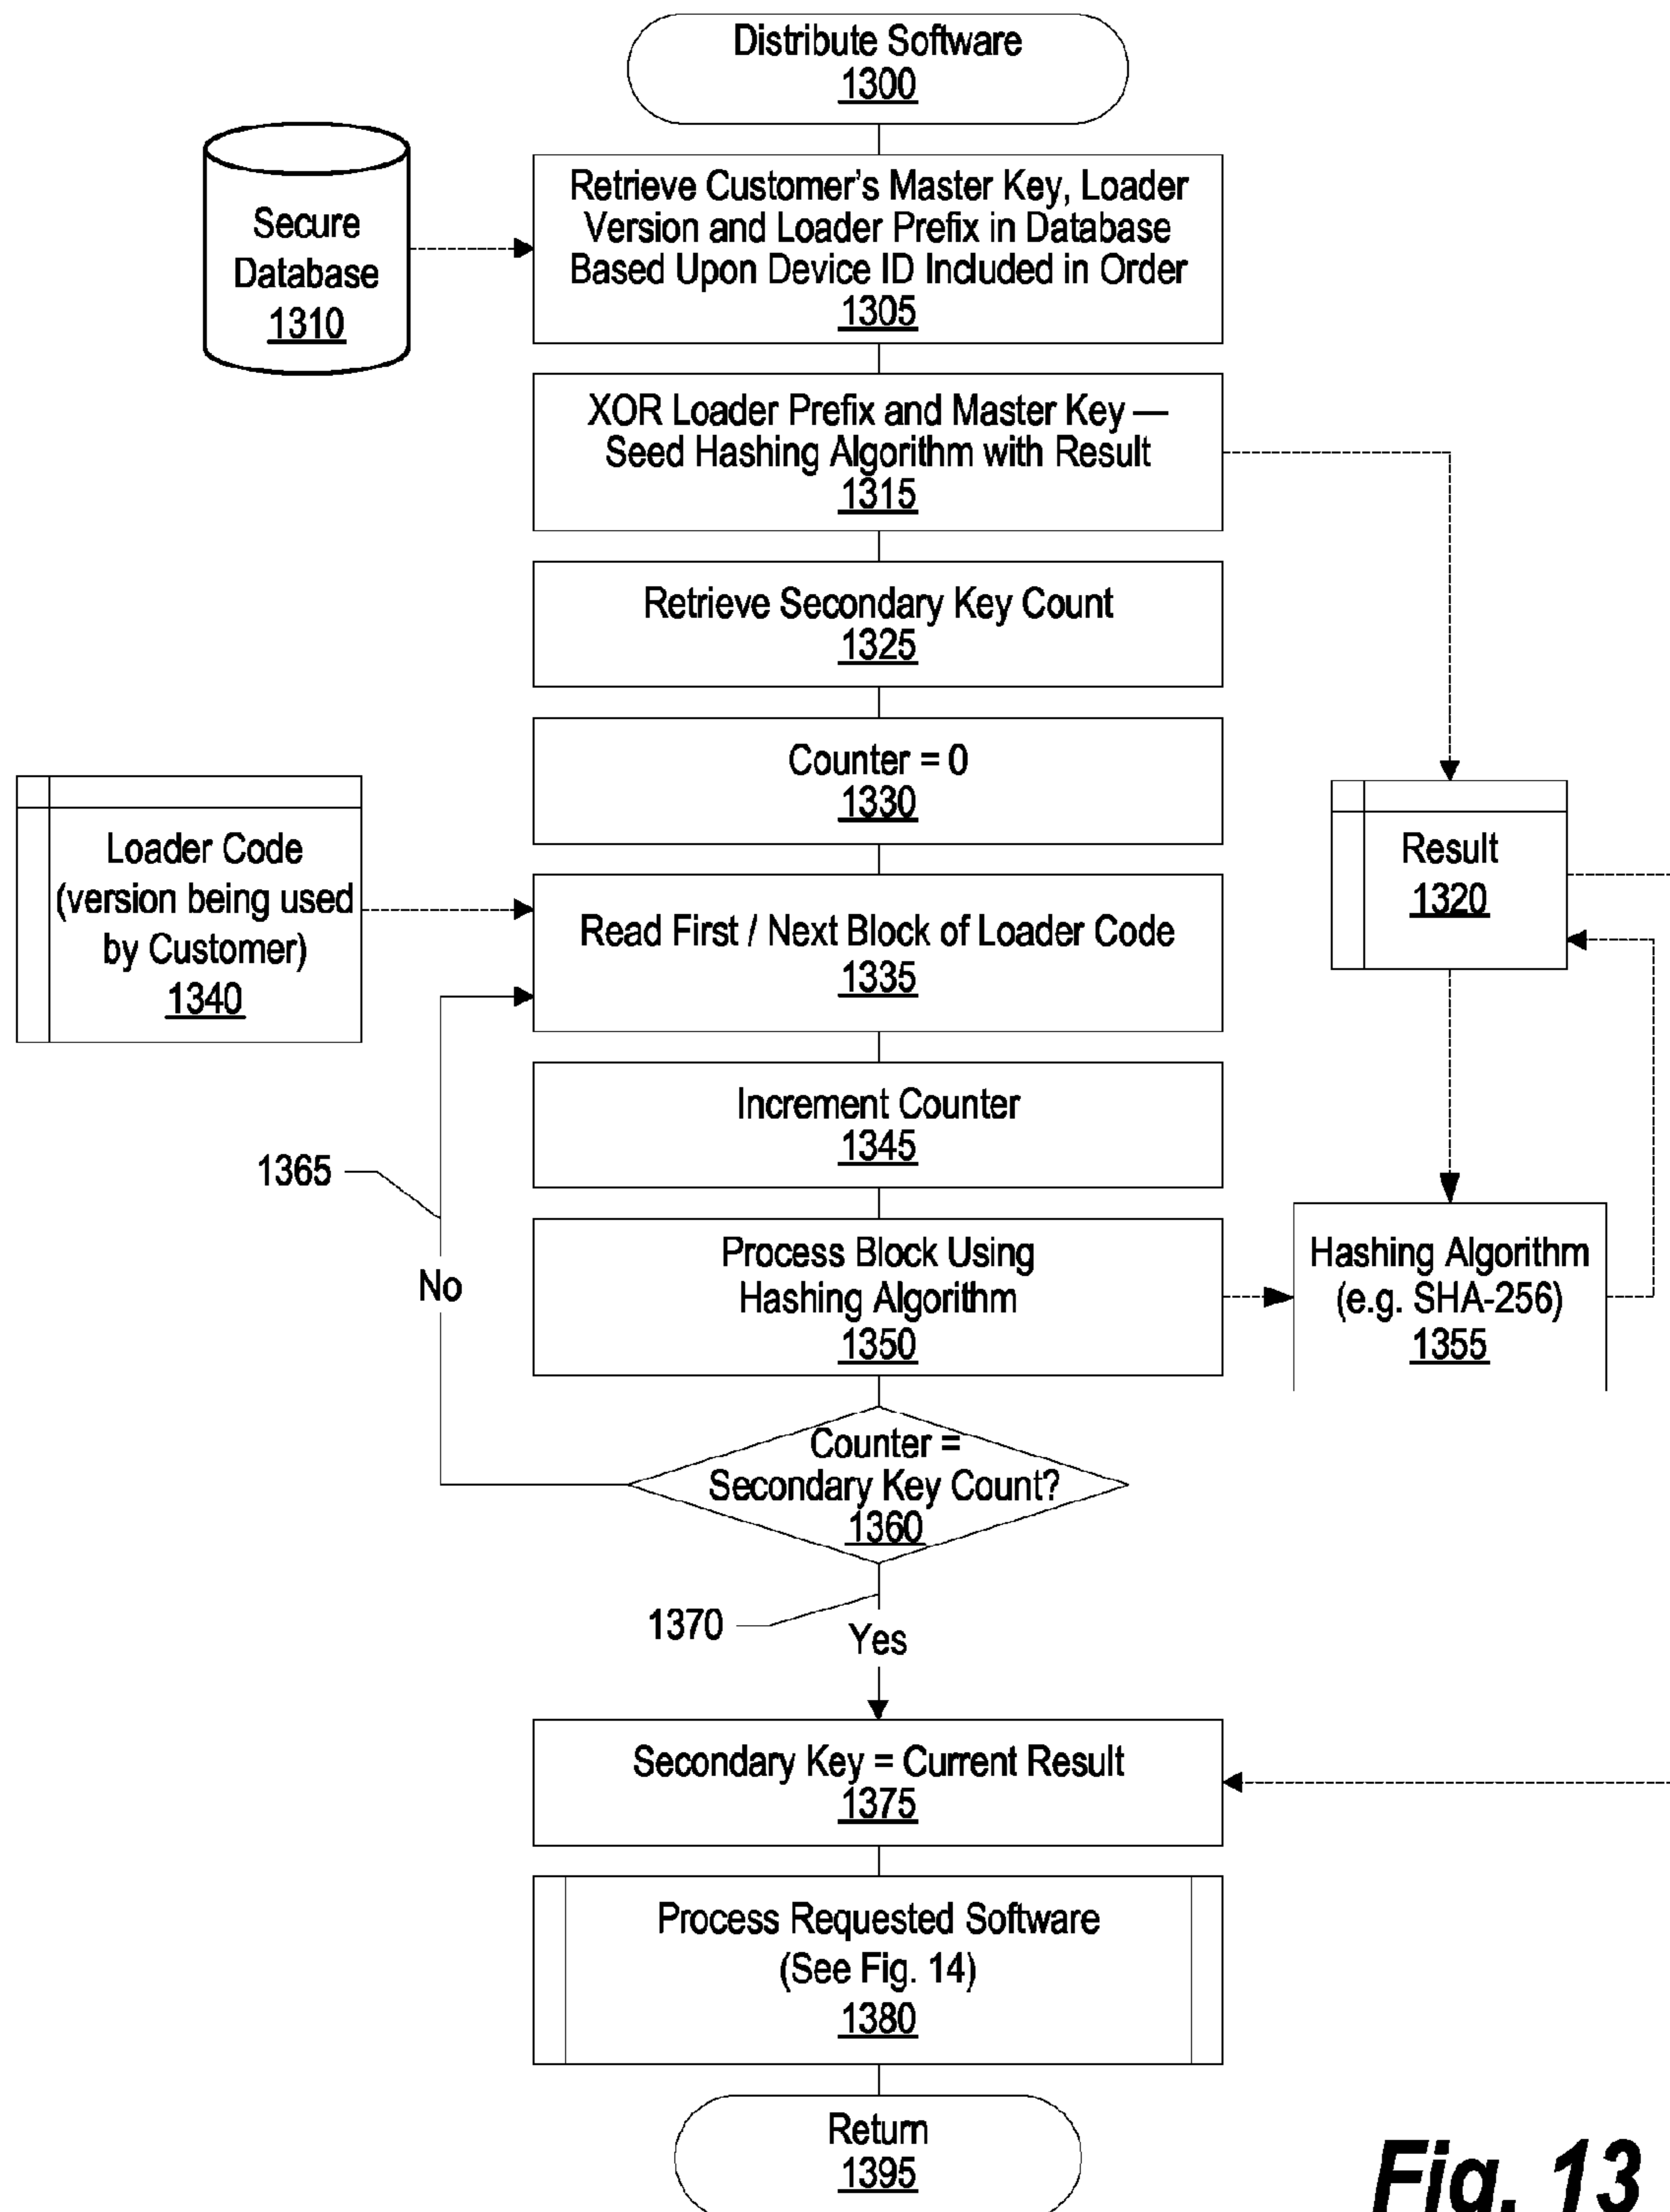 Distribute Software
1300
Secure
Database
1310
Retrieve Customer's Master Key, Loader
Version and Loader Prefix in Database
Based Upon Device ID Included in Order
1305
XOR Loader Prefix and Master Key —
Seed Hashing Algorithm with Result
1315
Retrieve Secondary Key Count
1325
Counter = 0
1330
Loader Code
(version being used
by Customer)
1340
Result
1320
Read First / Next Block of Loader Code
1335
Increment Counter
1345
1365
No
Process Block Using
Hashing Algorithm
1350
Hashing Algorithm
(e.g. SHA-256)
1355
Counter =
Secondary Key Count?
1360
1370
Yes
Secondary Key = Current Result
1375
Process Requested Software
(See Fig. 14)
1380
Return
1395
Fig. 13